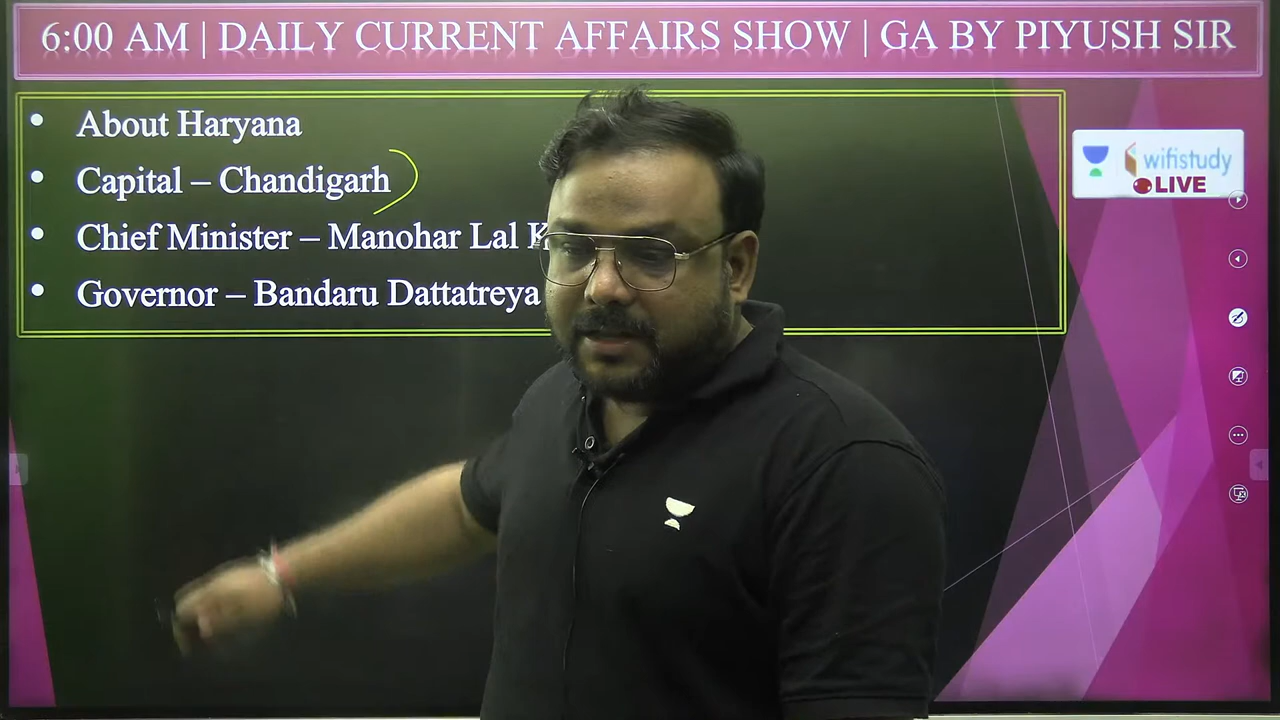 6:00 AM | DAILY CURRENT AFFAIRS SHOW | GA BY PIYUSH SIR
• About Haryana
• Capital – Chandigarh
• Chief Minister – Manohar Lal
• Governor – Bandaru Dattatreya
wifistudy
LIVE